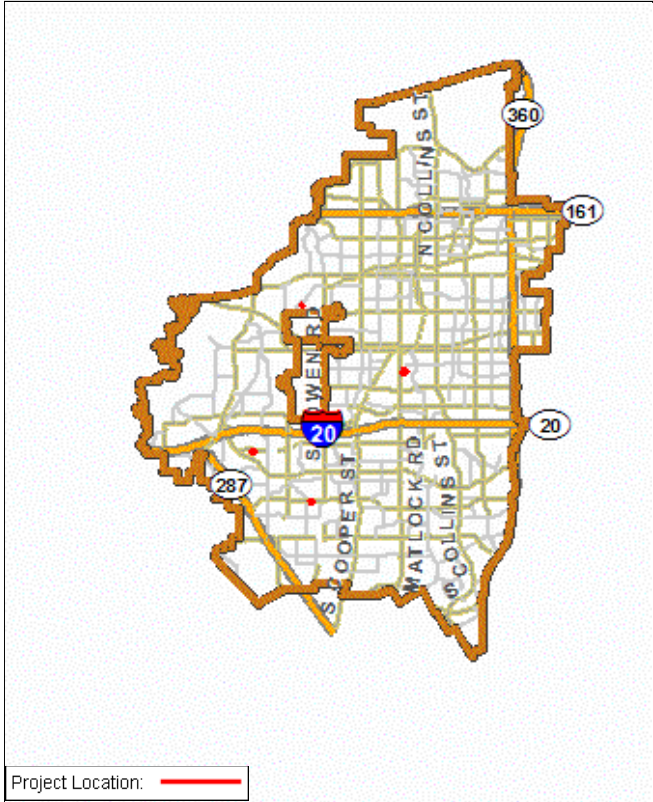 360
161
N COLLINS ST
S BOWEN RD
20
20
287
S COOPER ST
MATLOCK RD
S COLLINS ST
Project Location: